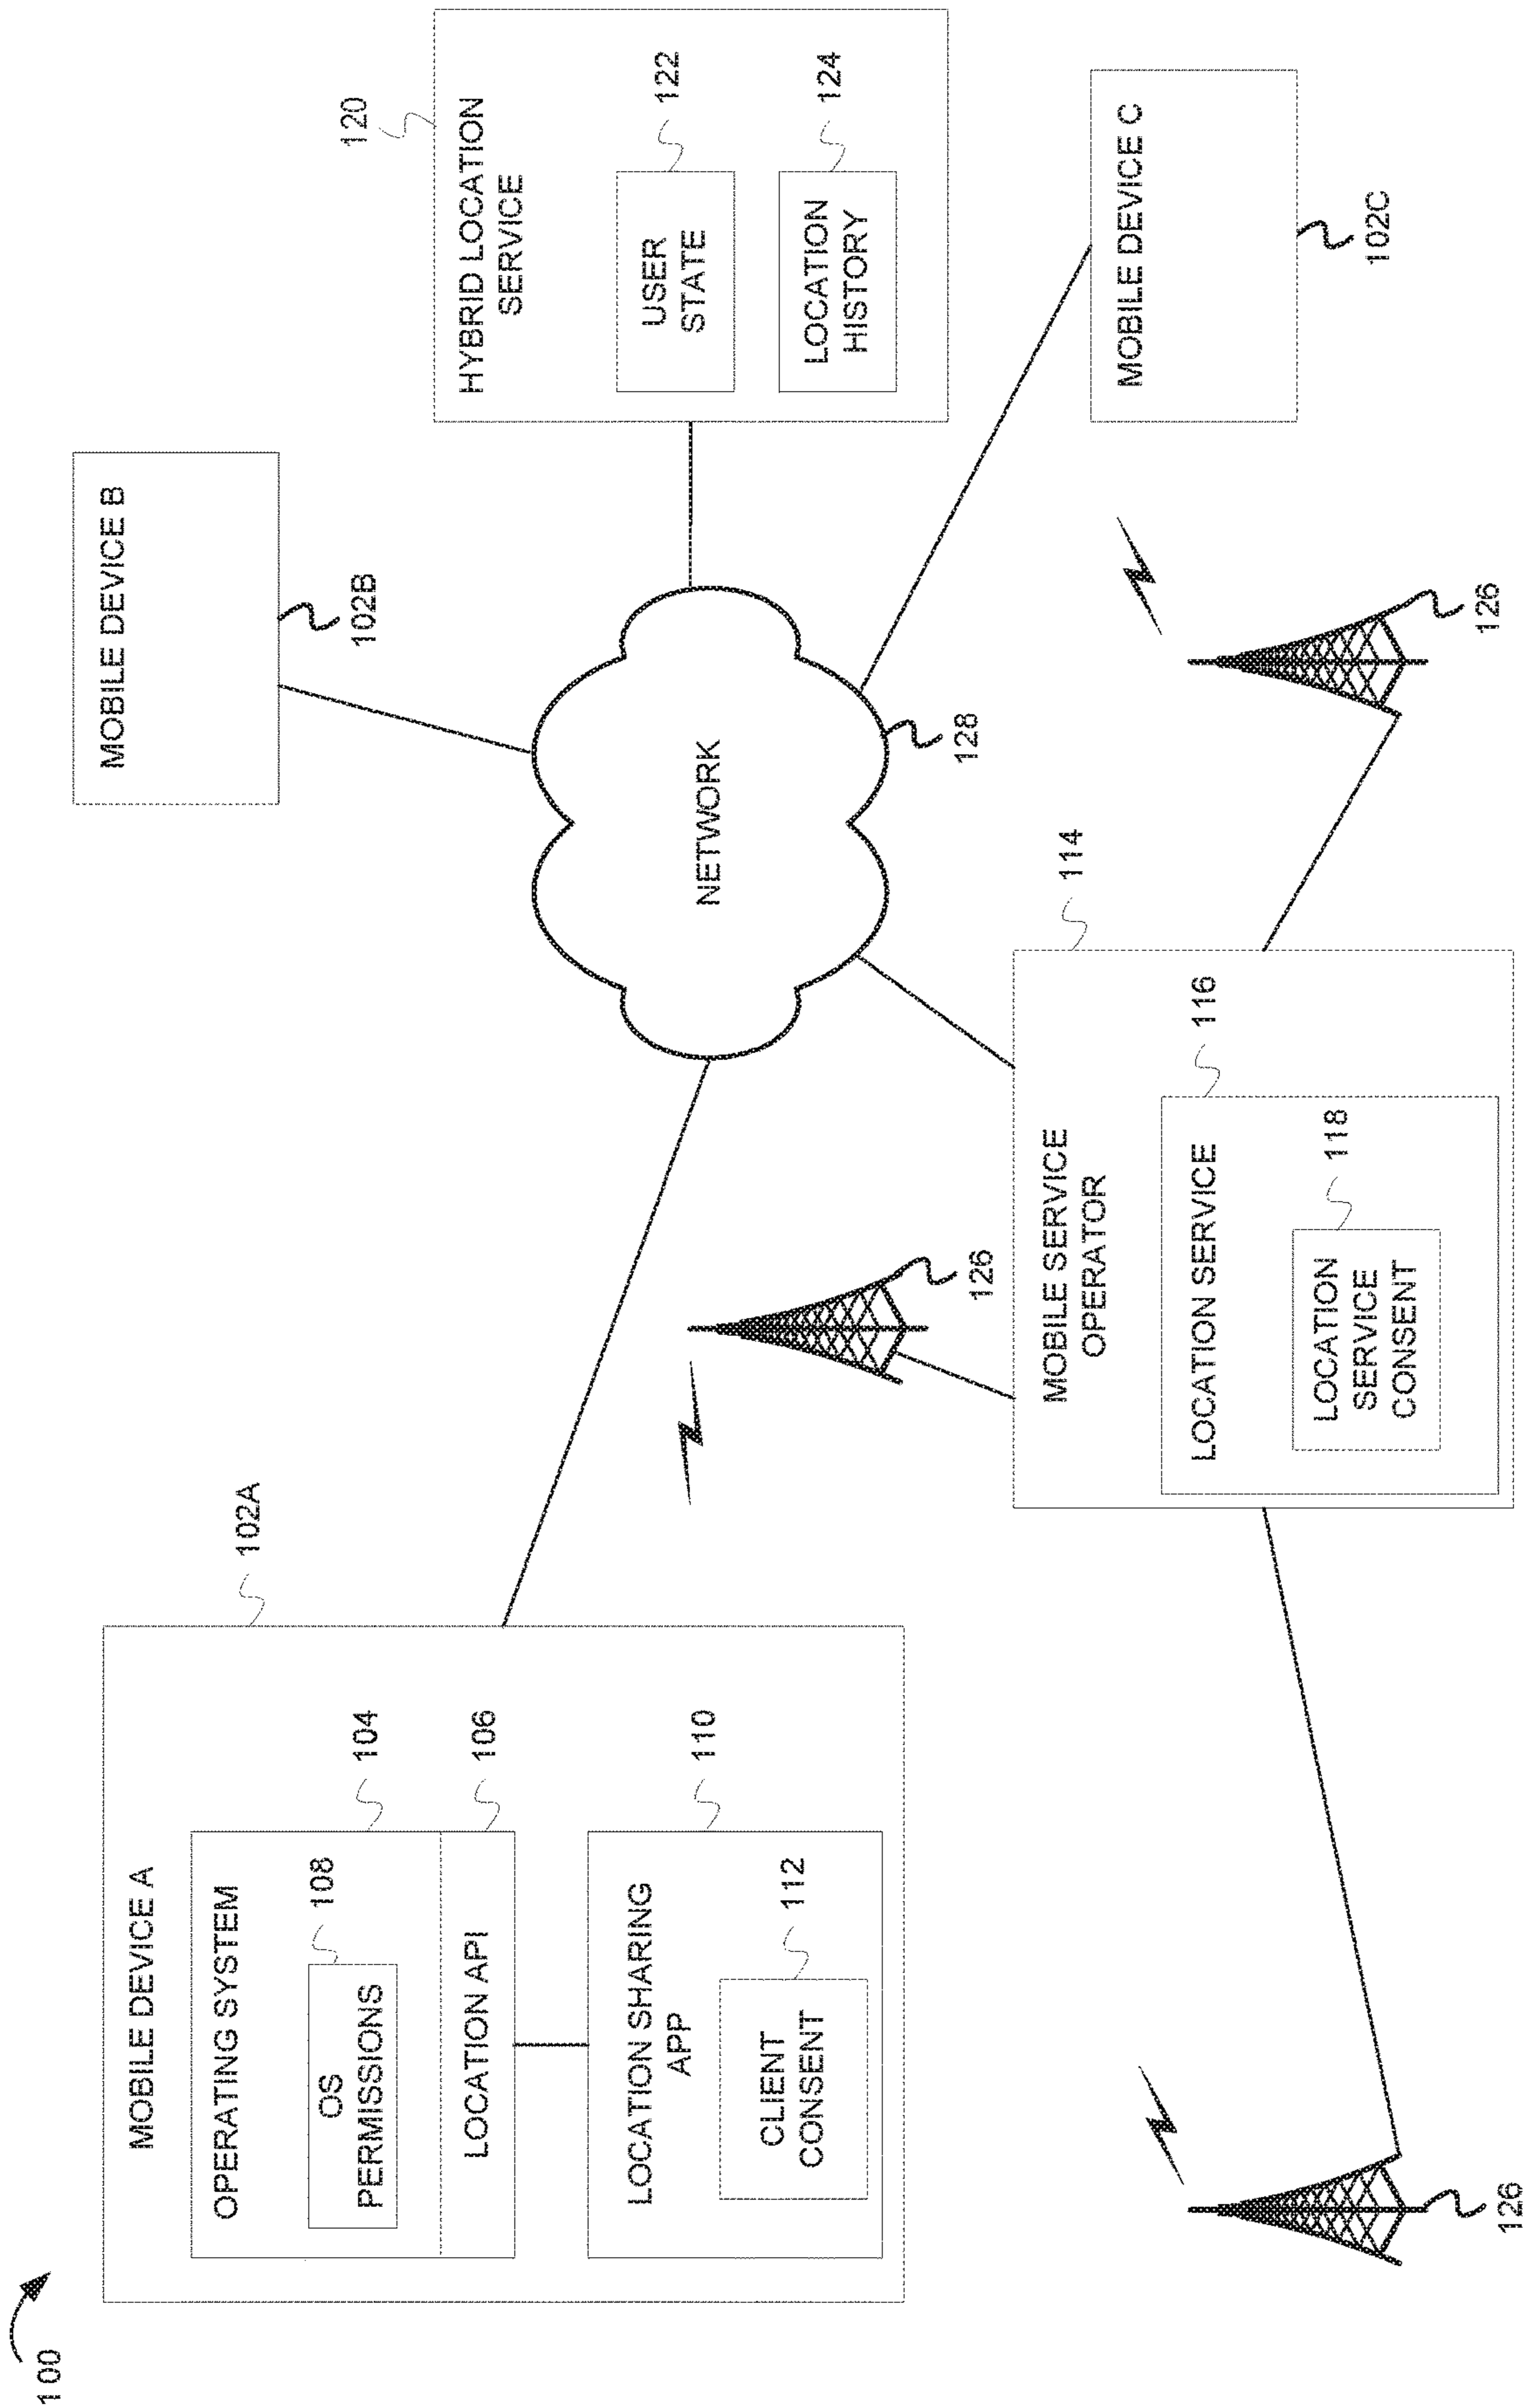 100
MOBILE DEVICE A
102A
OPERATING SYSTEM
104
OS
PERMISSIONS
108
LOCATION API
106
LOCATION SHARING
APP
110
CLIENT
CONSENT
112
MOBILE DEVICE B
102B
NETWORK
128
HYBRID LOCATION
SERVICE
120
USER
STATE
122
LOCATION
HISTORY
124
MOBILE DEVICE C
102C
126
MOBILE SERVICE
OPERATOR
114
LOCATION SERVICE
116
LOCATION
SERVICE
CONSENT
118
126
126